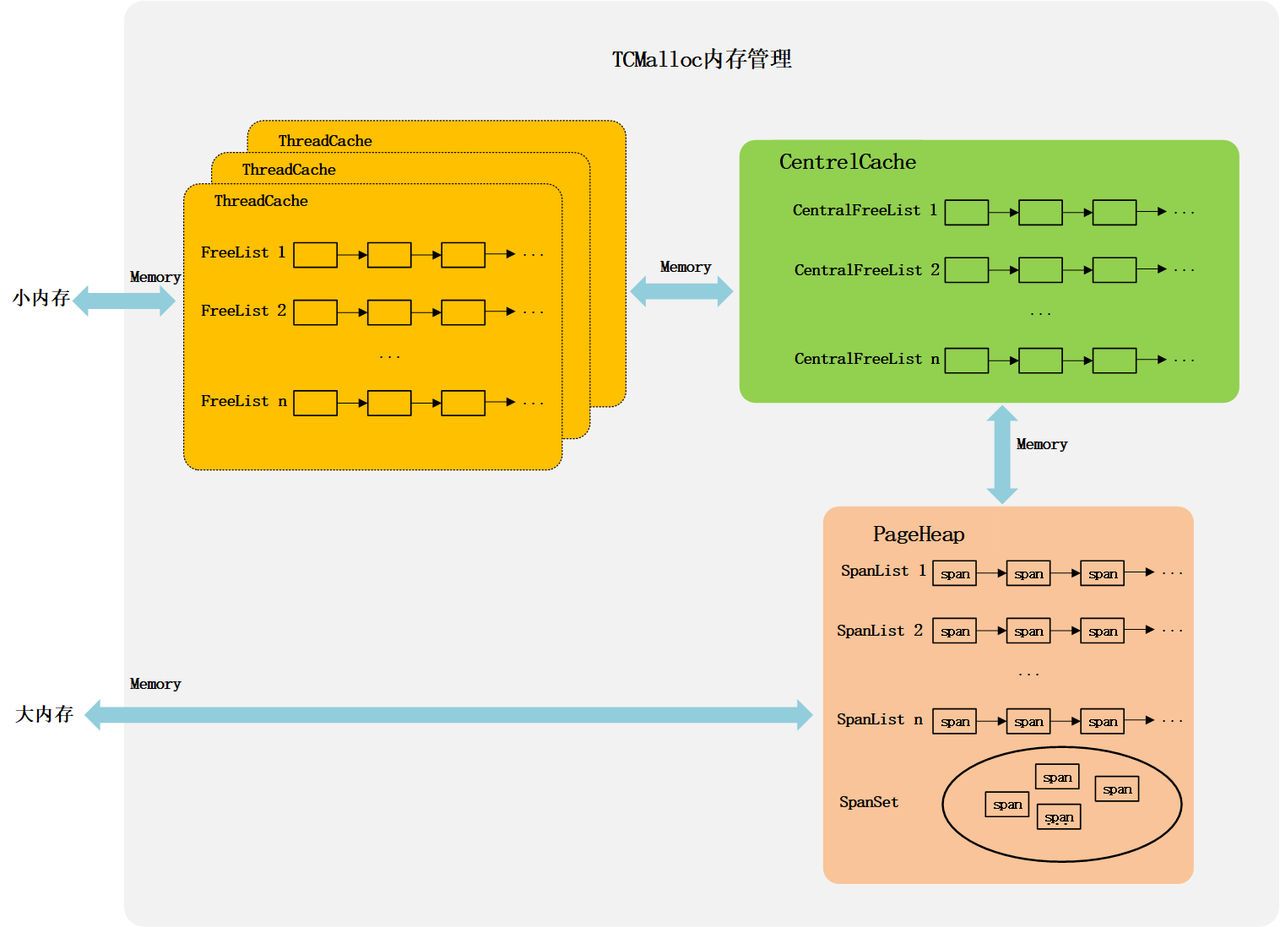 TCMalloc内存管理
ThreadCache
ThreadCache
ThreadCache
FreeList 1
...
FreeList 2
...
...
FreeList n
...
小内存
Memory
Memory
CentrelCache
CentralFreeList 1
...
CentralFreeList 2
...
...
CentralFreeList n
...
Memory
PageHeap
SpanList 1 span span span ...
SpanList 2 span span span ...
...
SpanList n span span span ...
SpanSet
span
span
span
span
...
Memory
大内存